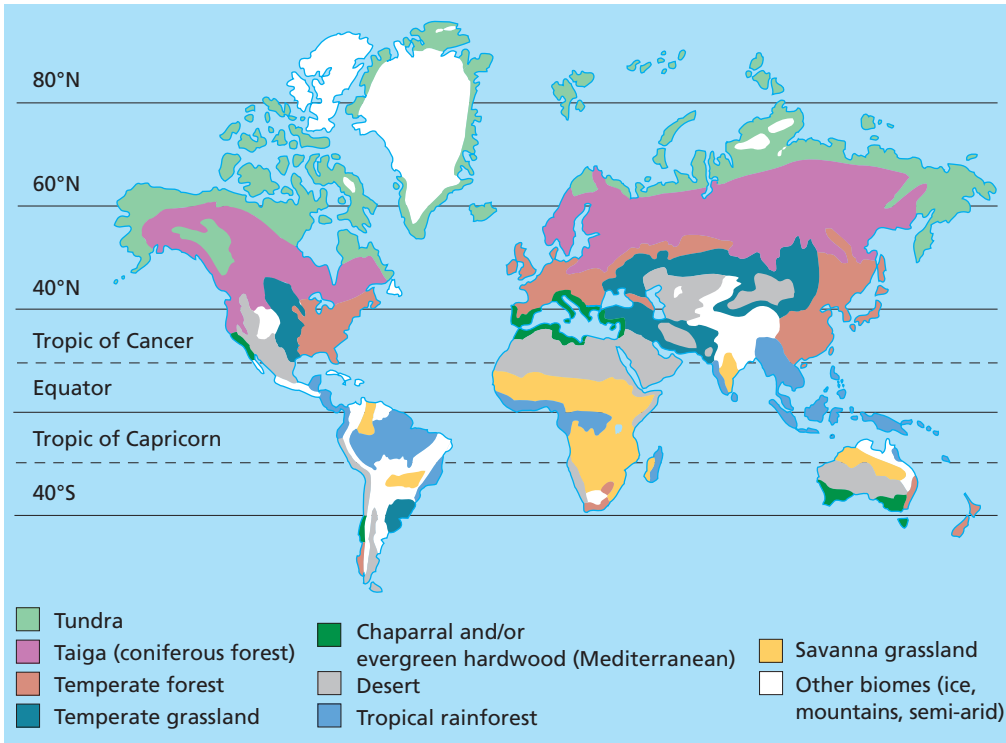 80°N
60°N
40°N
Tropic of Cancer
Equator
Tropic of Capricorn
40°S
Tundra
Taiga (coniferous forest)
Temperate forest
Temperate grassland
Chaparral and/or
evergreen hardwood (Mediterranean)
Desert
Tropical rainforest
Savanna grassland
Other biomes (ice,
mountains, semi-arid)